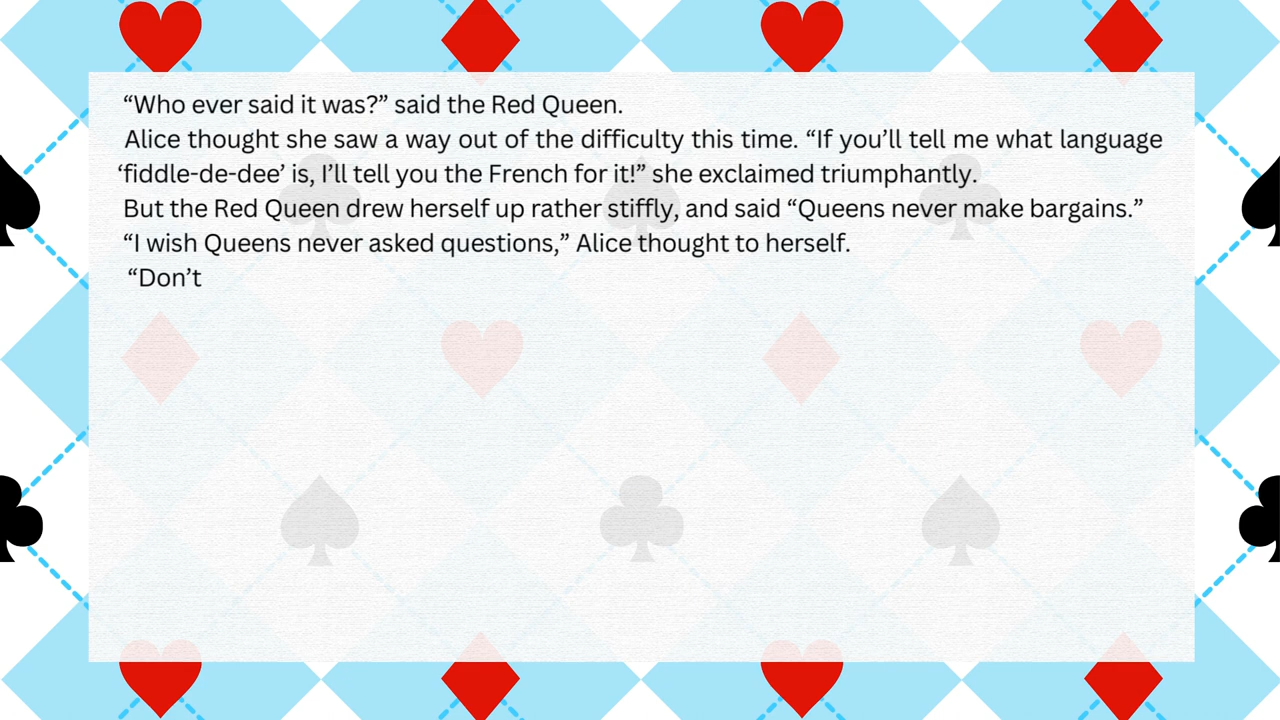 “Who ever said it was?” said the Red Queen.
Alice thought she saw a way out of the difficulty this time. “If you’ll tell me what language
‘fiddle-de-dee’ is, I’ll tell you the French for it!” she exclaimed triumphantly.
But the Red Queen drew herself up rather stiffly, and said “Queens never make bargains.”
“I wish Queens never asked questions,” Alice thought to herself.
“Don’t